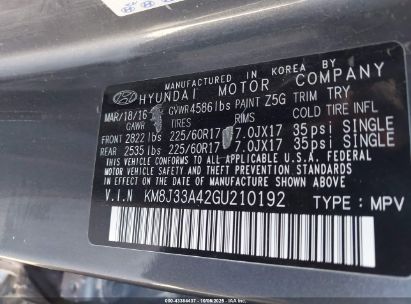 MANUFACTURED IN KOREA BY
HYUNDAI MOTOR COMPANY
MAR/18/16 GVWR 4586lbs PAINT Z5G TRIM TRY
GAWR TIRES RIMS COLD TIRE INFL
FRONT 2822 lbs 225/60R17 7.0JX17 35psi SINGLE
REAR 2535 lbs 225/60R17 7.0JX17 35psi SINGLE
THIS VEHICLE CONFORMS TO ALL APPLICABLE U.S. FEDERAL
MOTOR VEHICLE SAFETY, BUMPER, AND THEFT PREVENTION
STANDARDS IN EFFECT ON THE DATE OF MANUFACTURE SHOWN ABOVE.
V.I.N KM8J33A42GU210192 TYPE: MPV